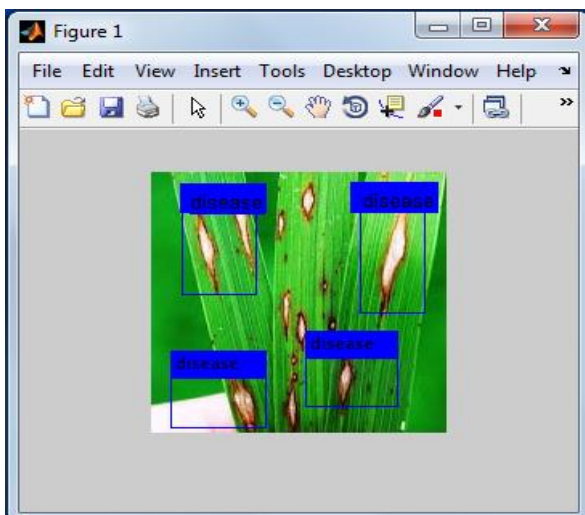 Figure 1
File Edit View Insert Tools Desktop Window Help
disease disease
disease
disease